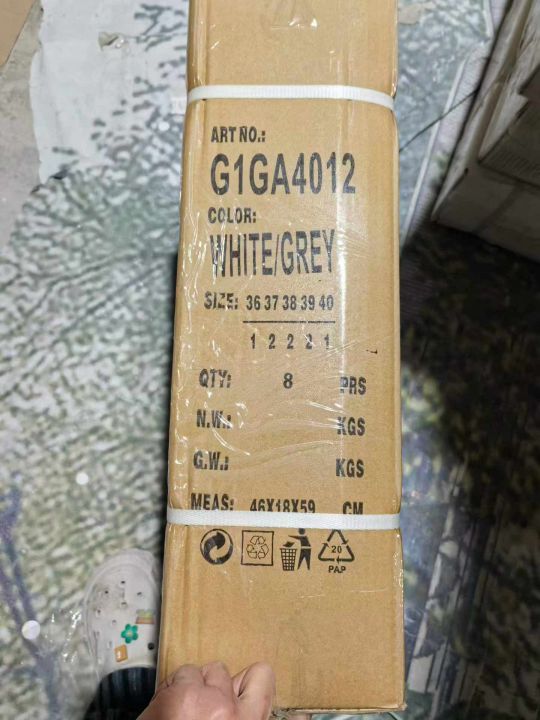 ART NO.:
G1GA4012
COLOR:
WHITE/GREY
SIZE: 36 37 38 39 40
1 2 2 2 1
QTY: 8 PRS
N.W.: KGS
G.W.: KGS
MEAS: 46X18X59 CM
20
PAP